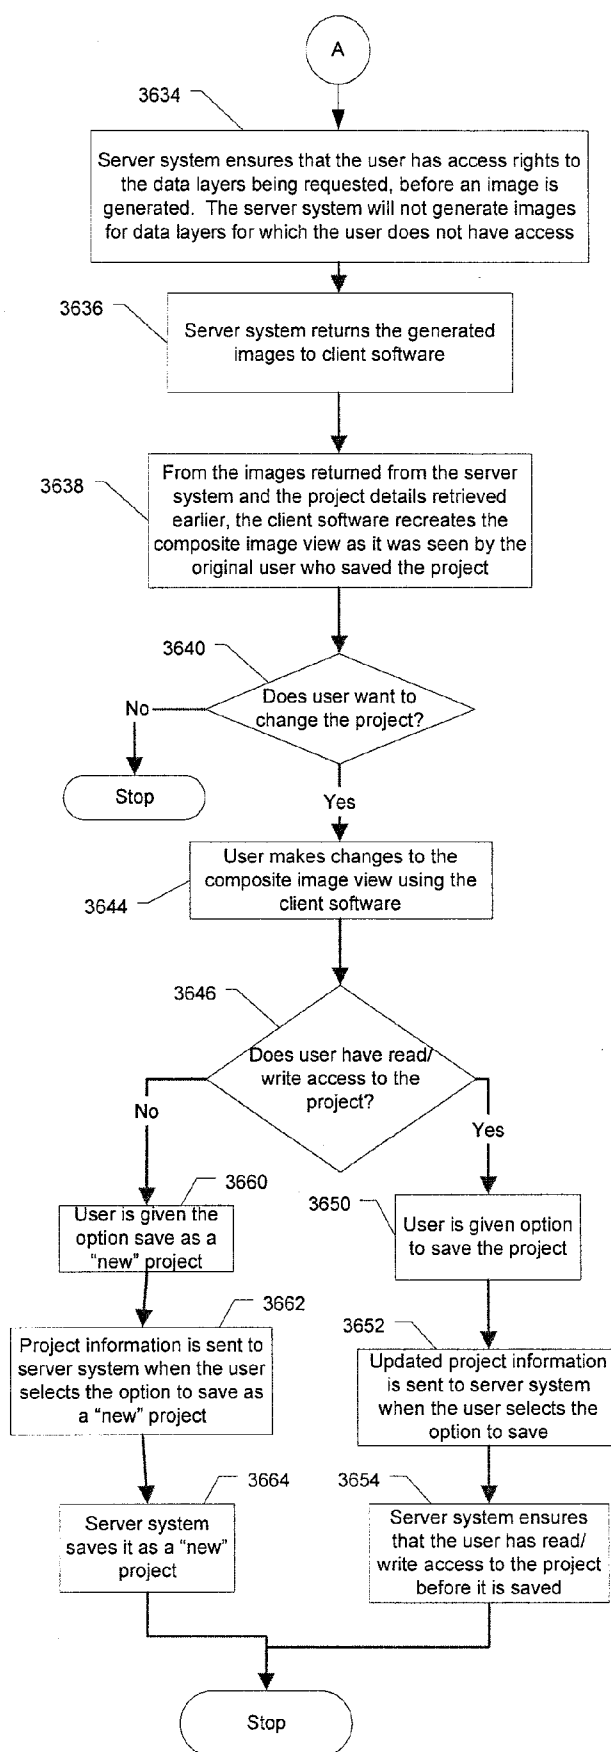 A
3634
Server system ensures that the user has access rights to
the data layers being requested, before an image is
generated. The server system will not generate images
for data layers for which the user does not have access
3636
Server system returns the generated
images to client software
3638
From the images returned from the server
system and the project details retrieved
earlier, the client software recreates the
composite image view as it was seen by the
original user who saved the project
3640
Does user want to
change the project?
No
Stop
Yes
User makes changes to the
composite image view using the
client software
3644
3646
Does user have read/
write access to the
project?
No
Yes
3660
User is given the
option save as a
“new” project
3650
User is given option
to save the project
3662
Project information is sent to
server system when the user
selects the option to save as
a “new” project
3652
Updated project information
is sent to server system
when the user selects the
option to save
3664
Server system
saves it as a “new”
project
3654
Server system ensures
that the user has read/
write access to the project
before it is saved
Stop